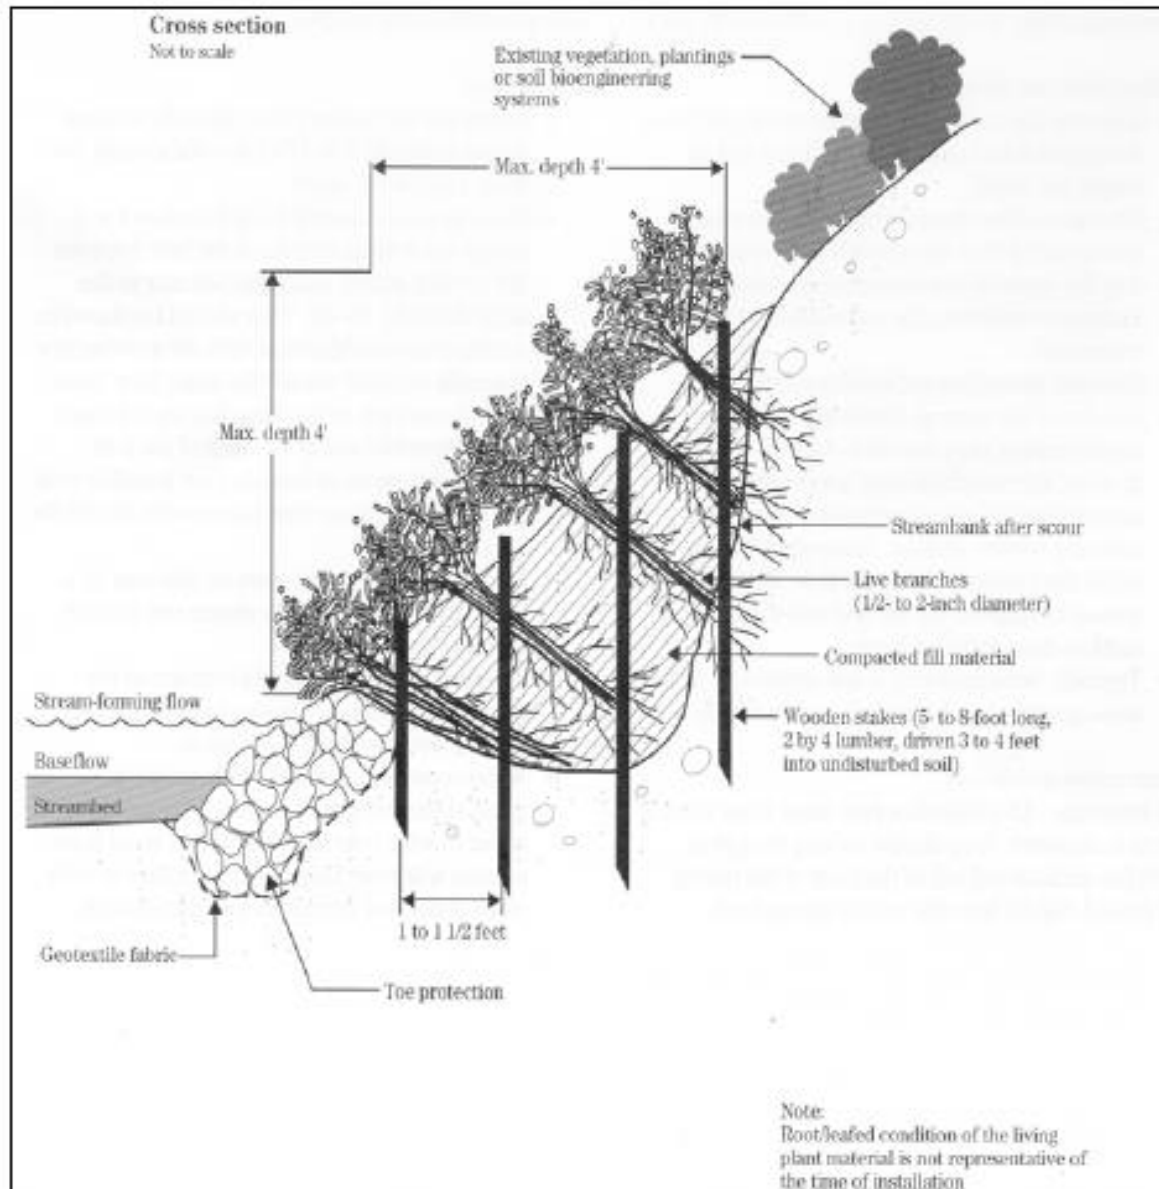 Cross section
Not to scale
Existing vegetation, plantings
or soil bioengineering
systems
Max. depth 4'
Max. depth 4'
Streambank after scour
Live branches
(1/2- to 2-inch diameter)
Compacted fill material
Stream-forming flow
Wooden stakes (5- to 8-foot long,
2 by 4 lumber, driven 3 to 4 feet
into undisturbed soil)
Baseflow
Streambed
1 to 1 1/2 feet
Geotextile fabric
Toe protection
Note:
Root/leafed condition of the living
plant material is not representative of
the time of installation